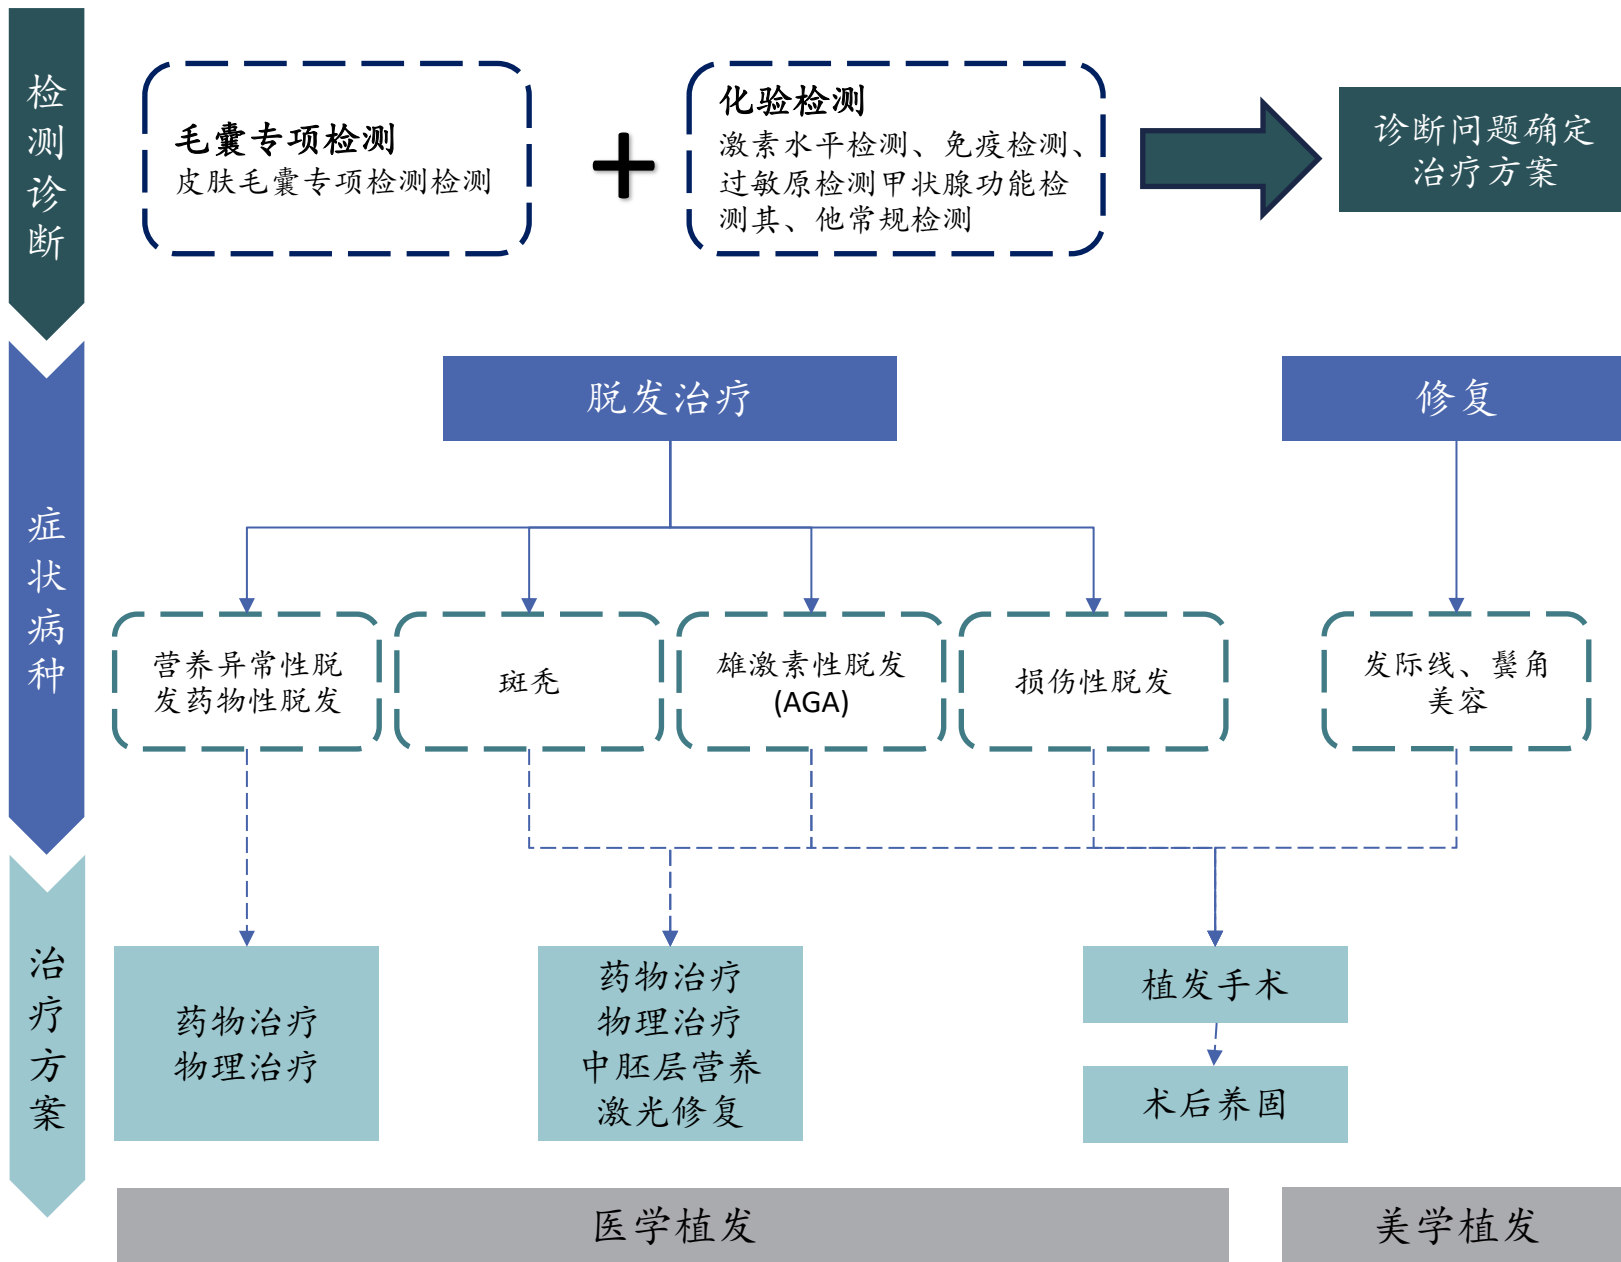 检测诊断
毛囊专项检测
皮肤毛囊专项检测检测
+
化验检测
激素水平检测、免疫检测、
过敏原检测甲状腺功能检
测其、他常规检测
诊断问题确定
治疗方案
症状病种
脱发治疗
修复
营养异常性脱
发药物性脱发
斑秃
雄激素性脱发
(AGA)
损伤性脱发
发际线、鬓角
美容
治疗方案
药物治疗
物理治疗
药物治疗
物理治疗
中胚层营养
激光修复
植发手术
术后养固
医学植发
美学植发